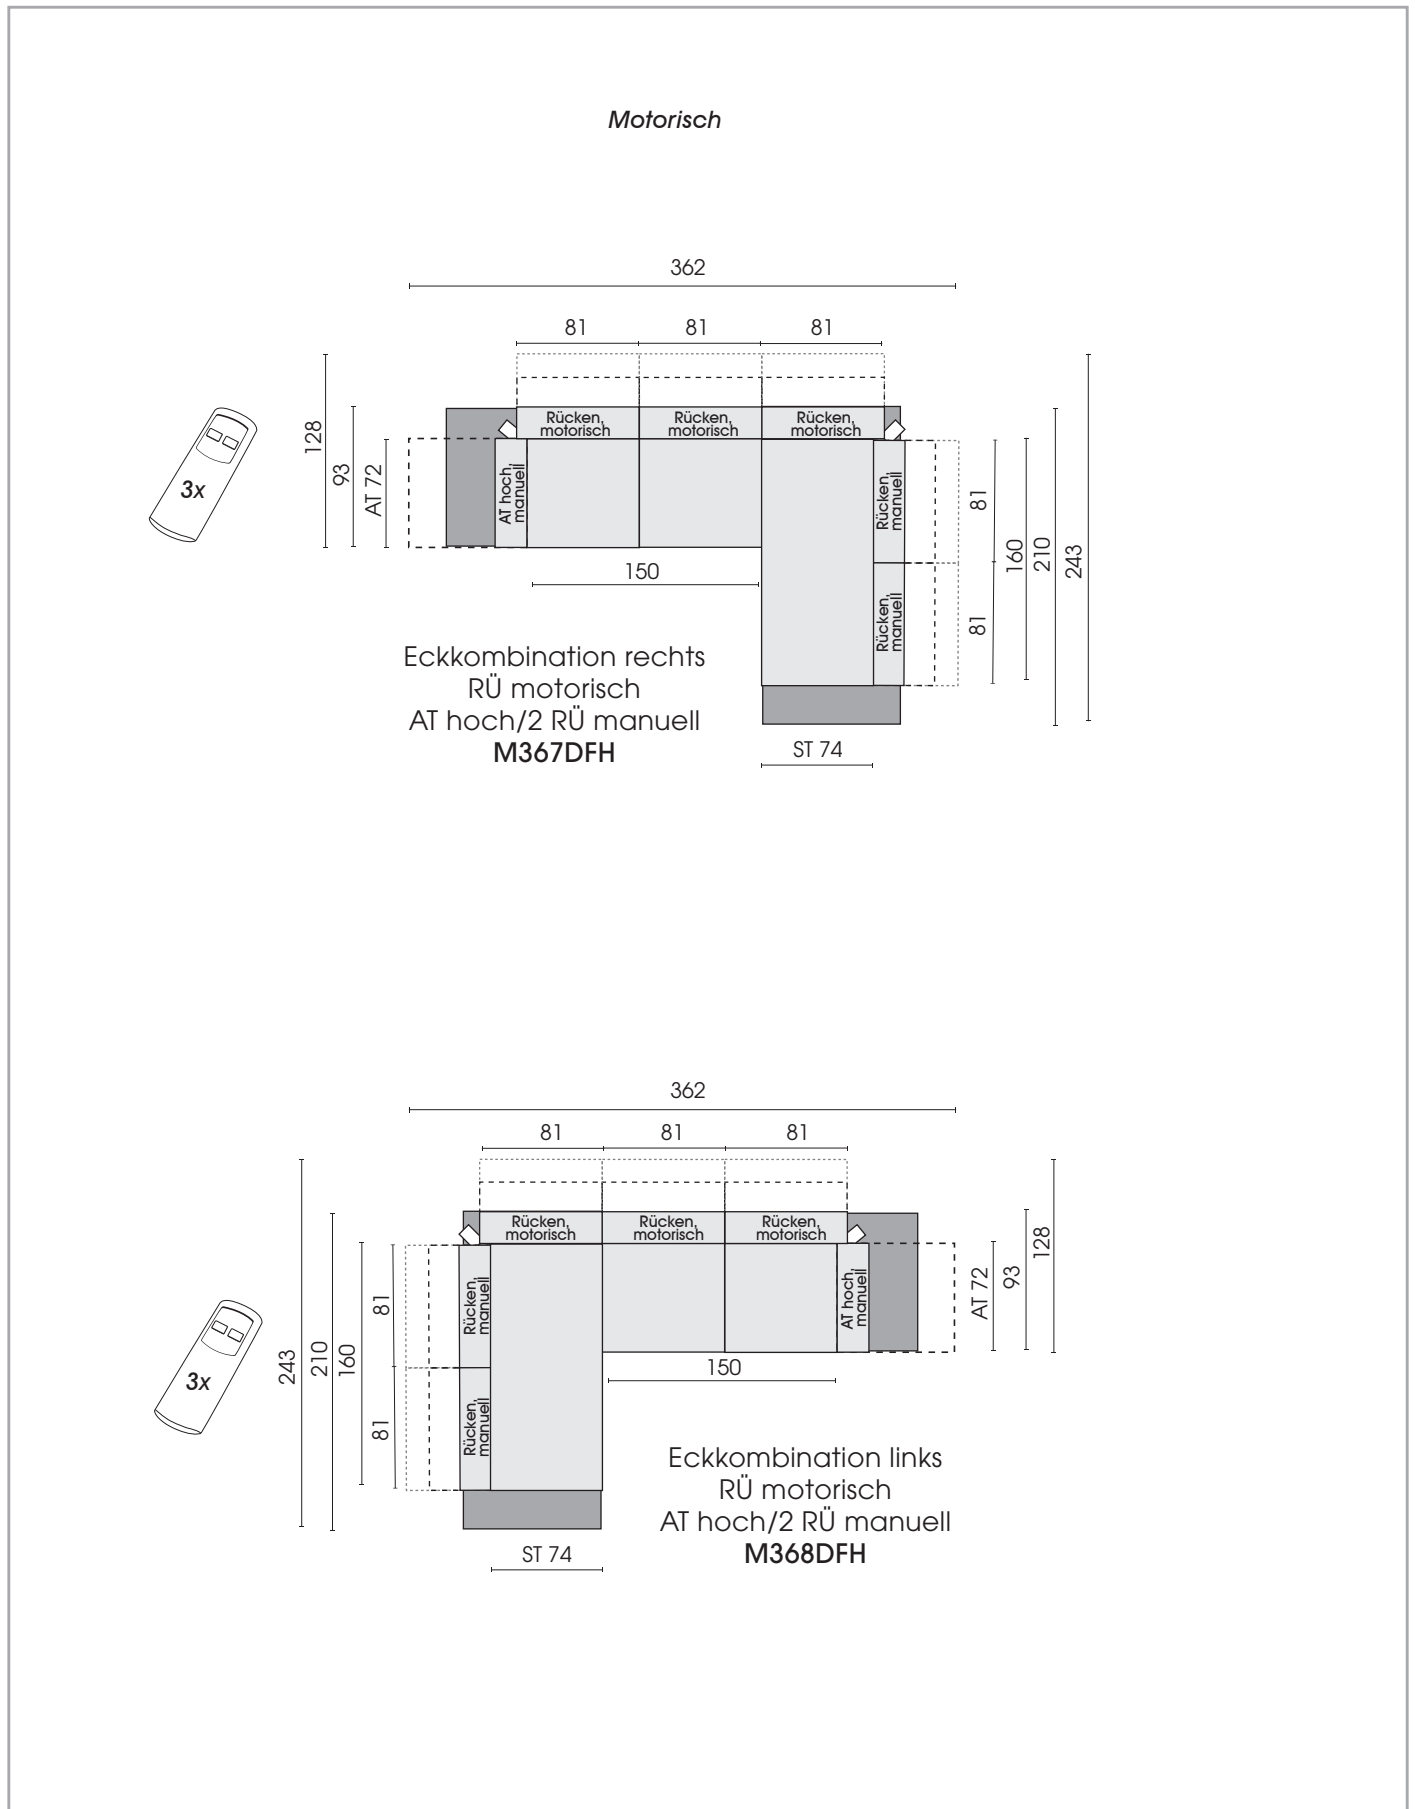 Motorisch
362
81 81 81
128
93
AT 72
3x
Rücken,
motorisch
Rücken,
motorisch
Rücken,
motorisch
AT hoch,
manuell
Rücken,
manuell
Rücken,
manuell
81
81
160
210
243
150
Eckkombination rechts
RÜ motorisch
AT hoch/2 RÜ manuell
M367DFH
ST 74
362
81 81 81
243
210
160
81
81
3x
Rücken,
motorisch
Rücken,
motorisch
Rücken,
motorisch
Rücken,
manuell
Rücken,
manuell
AT hoch,
manuell
AT 72
93
128
150
Eckkombination links
RÜ motorisch
AT hoch/2 RÜ manuell
M368DFH
ST 74